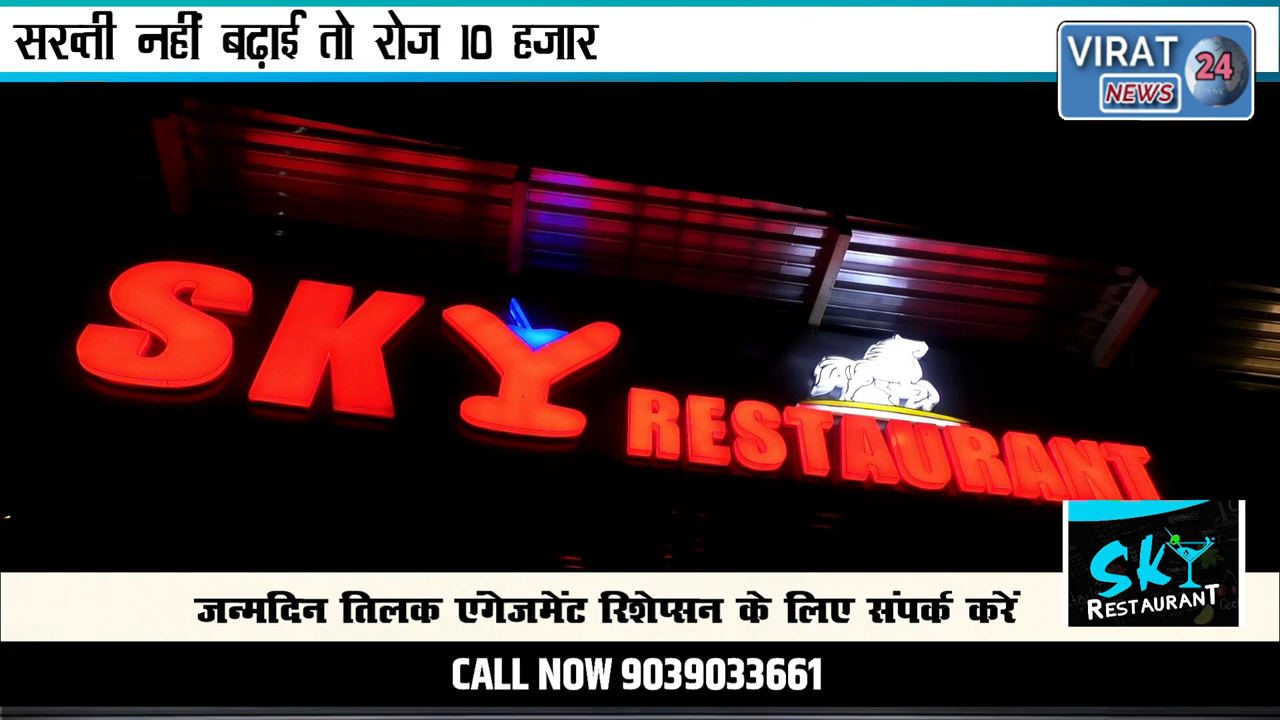 सख्ती नहीं बढ़ाई तो रोज 10 हजार
VIRAT
24
NEWS
SKY
RESTAURANT
SKY
RESTAURANT
जन्मदिन तिलक एंगेजमेंट रिशेप्सन के लिए संपर्क करें
CALL NOW 9039033661